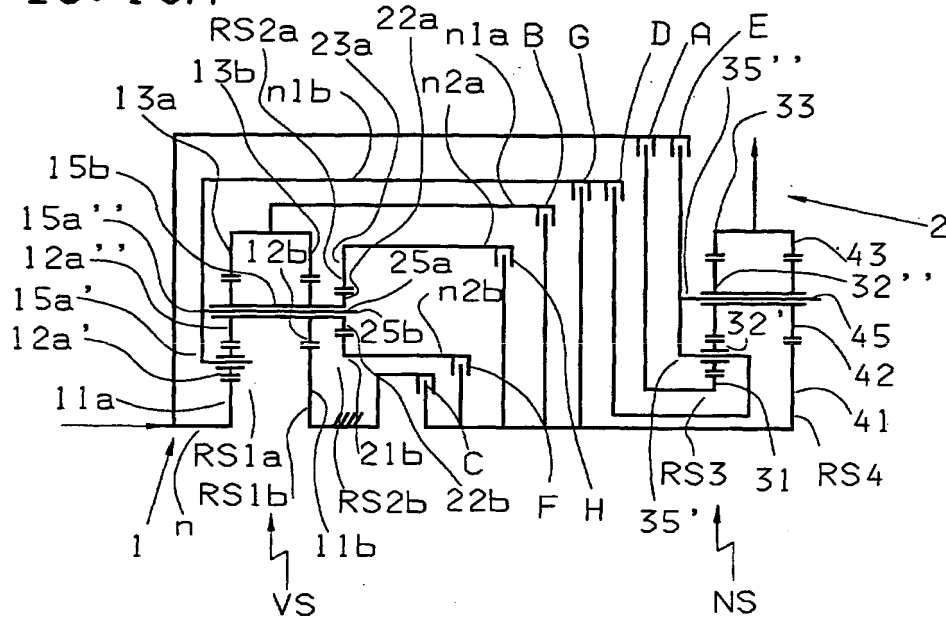 RS2a
23a
22a
n1a B G D A E
13b
n1b
n2a
35''
13a
33
15b
15a''
12b
43
2
12a''
25a
32''
15a'
n2b
12a'
25b
32'
45
42
11a
41
RS1a
21b
C
RS3
31
RS4
RS1b
RS2b
22b
F
H
35'
1
n
11b
VS
NS